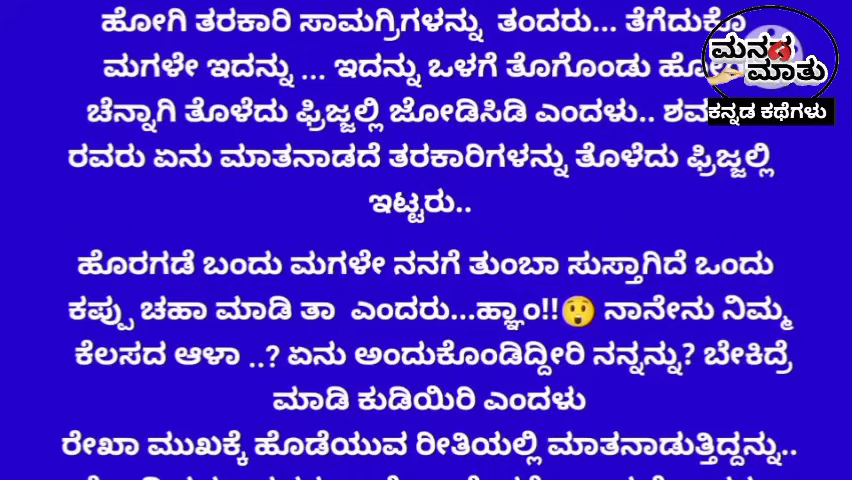 ಹೋಗಿ ತರಕಾರಿ ಸಾಮಗ್ರಿಗಳನ್ನು ತಂದರು... ತೆಗೆದುಕೊ
ಮಗಳೇ ಇದನ್ನು ... ಇದನ್ನು ಒಳಗೆ ತೊಗೊಂಡು
ಮನದ
ಮಾತು
ಕನ್ನಡ ಕಥೆಗಳು
ಚೆನ್ನಾಗಿ ತೊಳೆದು ಫ್ರಿಜ್ಜಲ್ಲಿ ಜೋಡಿಸಿಡಿ ಎಂದಳು..
ರವರು ಏನು ಮಾತನಾಡದೆ ತರಕಾರಿಗಳನ್ನು ತೊಳೆದು ಫ್ರಿಜ್ಜಲ್ಲಿ
ಇಟ್ಟರು..
ಹೊರಗಡೆ ಬಂದು ಮಗಳೇ ನನಗೆ ತುಂಬಾ ಸುಸ್ತಾಗಿದೆ ಒಂದು
ಕಪ್ಪು ಚಹಾ ಮಾಡಿ ತಾ ಎಂದರು...ಹ್ಞಾಂ!!😲 ನಾನೇನು ನಿಮ್ಮ
ಕೆಲಸದ ಆಳಾ ..? ಏನು ಅಂದುಕೊಂಡಿದ್ದೀರಿ ನನ್ನನ್ನು? ಬೇಕಿದ್ರೆ
ಮಾಡಿ ಕುಡಿಯಿರಿ ಎಂದಳು
ರೇಖಾ ಮುಖಕ್ಕೆ ಹೊಡೆಯುವ ರೀತಿಯಲ್ಲಿ ಮಾತನಾಡುತ್ತಿದ್ದನ್ನು..